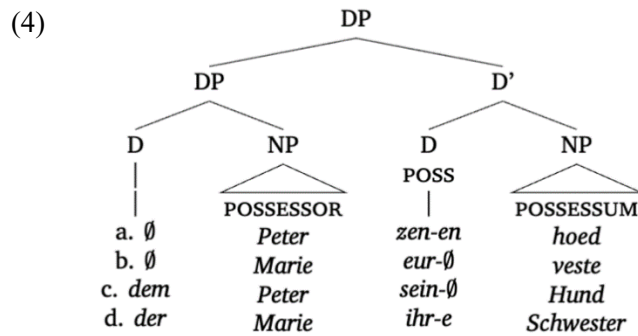 (4) DP
DP D’
D NP D NP
POSS
POSSESSOR POSSESSUM
a. ∅ Peter zen-en hoed
b. ∅ Marie eur-∅ veste
c. dem Peter sein-∅ Hund
d. der Marie ihr-e Schwester